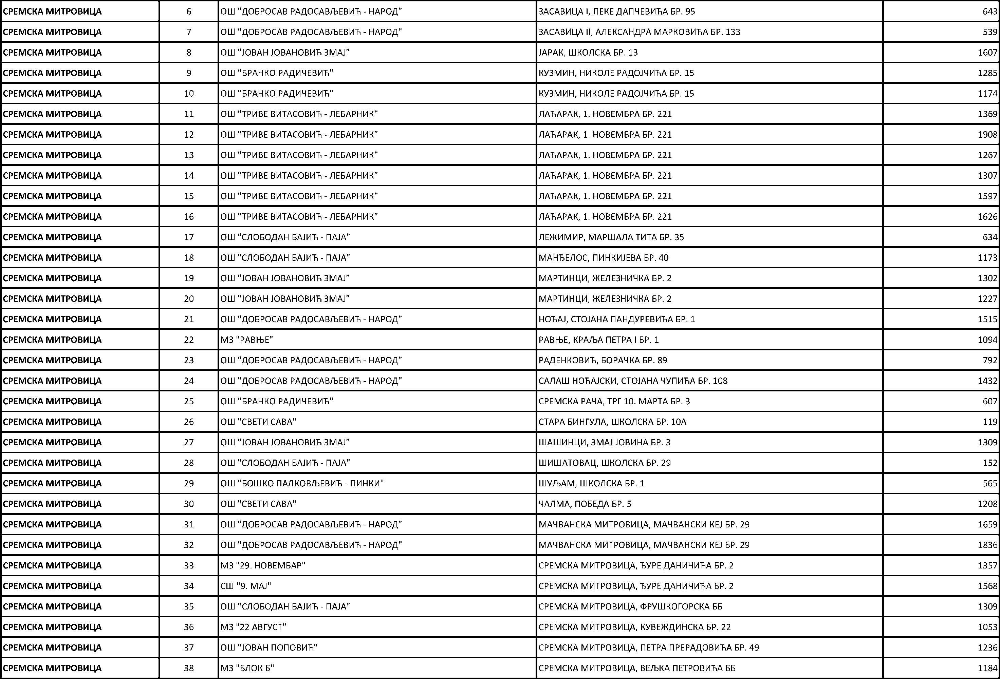 СРЕМСКА МИТРОВИЦА 6 ОШ "ДОБРОСАВ РАДОСАВЉЕВИЋ - НАРОД" ЗАСАВИЦА I, ПЕКЕ ДАПЧЕВИЋА БР. 95 643
СРЕМСКА МИТРОВИЦА 7 ОШ "ДОБРОСАВ РАДОСАВЉЕВИЋ - НАРОД" ЗАСАВИЦА II, АЛЕКСАНДРА МАРКОВИЋА БР. 133 539
СРЕМСКА МИТРОВИЦА 8 ОШ "ЈОВАН ЈОВАНОВИЋ ЗМАЈ" ЈАРАК, ШКОЛСКА БР. 13 1607
СРЕМСКА МИТРОВИЦА 9 ОШ "БРАНКО РАДИЧЕВИЋ" КУЗМИН, НИКОЛЕ РАДОЈЧИЋА БР. 15 1285
СРЕМСКА МИТРОВИЦА 10 ОШ "БРАНКО РАДИЧЕВИЋ" КУЗМИН, НИКОЛЕ РАДОЈЧИЋА БР. 15 1174
СРЕМСКА МИТРОВИЦА 11 ОШ "ТРИВЕ ВИТАСОВИЋ - ЛЕБАРНИК" ЛАЋАРАК, 1. НОВЕМБРА БР. 221 1369
СРЕМСКА МИТРОВИЦА 12 ОШ "ТРИВЕ ВИТАСОВИЋ - ЛЕБАРНИК" ЛАЋАРАК, 1. НОВЕМБРА БР. 221 1908
СРЕМСКА МИТРОВИЦА 13 ОШ "ТРИВЕ ВИТАСОВИЋ - ЛЕБАРНИК" ЛАЋАРАК, 1. НОВЕМБРА БР. 221 1267
СРЕМСКА МИТРОВИЦА 14 ОШ "ТРИВЕ ВИТАСОВИЋ - ЛЕБАРНИК" ЛАЋАРАК, 1. НОВЕМБРА БР. 221 1307
СРЕМСКА МИТРОВИЦА 15 ОШ "ТРИВЕ ВИТАСОВИЋ - ЛЕБАРНИК" ЛАЋАРАК, 1. НОВЕМБРА БР. 221 1597
СРЕМСКА МИТРОВИЦА 16 ОШ "ТРИВЕ ВИТАСОВИЋ - ЛЕБАРНИК" ЛАЋАРАК, 1. НОВЕМБРА БР. 221 1626
СРЕМСКА МИТРОВИЦА 17 ОШ "СЛОБОДАН БАЈИЋ - ПАЈА" ЛЕЖИМИР, МАРШАЛА ТИТА БР. 35 634
СРЕМСКА МИТРОВИЦА 18 ОШ "СЛОБОДАН БАЈИЋ - ПАЈА" МАНЂЕЛОС, ПИНКИЈЕВА БР. 40 1173
СРЕМСКА МИТРОВИЦА 19 ОШ "ЈОВАН ЈОВАНОВИЋ ЗМАЈ" МАРТИНЦИ, ЖЕЛЕЗНИЧКА БР. 2 1302
СРЕМСКА МИТРОВИЦА 20 ОШ "ЈОВАН ЈОВАНОВИЋ ЗМАЈ" МАРТИНЦИ, ЖЕЛЕЗНИЧКА БР. 2 1227
СРЕМСКА МИТРОВИЦА 21 ОШ "ДОБРОСАВ РАДОСАВЉЕВИЋ - НАРОД" НОЋАЈ, СТОЈАНА ПАНДУРЕВИЋА БР. 1 1515
СРЕМСКА МИТРОВИЦА 22 МЗ "РАВЊЕ" РАВЊЕ, КРАЉА ПЕТРА I БР. 1 1094
СРЕМСКА МИТРОВИЦА 23 ОШ "ДОБРОСАВ РАДОСАВЉЕВИЋ - НАРОД" РАДЕНКОВИЋ, БОРАЧКА БР. 89 792
СРЕМСКА МИТРОВИЦА 24 ОШ "ДОБРОСАВ РАДОСАВЉЕВИЋ - НАРОД" САЛАШ НОЋАЈСКИ, СТОЈАНА ЧУПИЋА БР. 108 1432
СРЕМСКА МИТРОВИЦА 25 ОШ "БРАНКО РАДИЧЕВИЋ" СРЕМСКА РАЧА, ТРГ 10. МАРТА БР. 3 607
СРЕМСКА МИТРОВИЦА 26 ОШ "СВЕТИ САВА" СТАРА БИНГУЛА, ШКОЛСКА БР. 10А 119
СРЕМСКА МИТРОВИЦА 27 ОШ "ЈОВАН ЈОВАНОВИЋ ЗМАЈ" ШАШИНЦИ, ЗМАЈ ЈОВИНА БР. 3 1309
СРЕМСКА МИТРОВИЦА 28 ОШ "СЛОБОДАН БАЈИЋ - ПАЈА" ШИШАТОВАЦ, ШКОЛСКА БР. 29 152
СРЕМСКА МИТРОВИЦА 29 ОШ "БОШКО ПАЛКОВЉЕВИЋ - ПИНКИ" ШУЉАМ, ШКОЛСКА БР. 1 565
СРЕМСКА МИТРОВИЦА 30 ОШ "СВЕТИ САВА" ЧАЛМА, ПОБЕДА БР. 5 1208
СРЕМСКА МИТРОВИЦА 31 ОШ "ДОБРОСАВ РАДОСАВЉЕВИЋ - НАРОД" МАЧВАНСКА МИТРОВИЦА, МАЧВАНСКИ КЕЈ БР. 29 1659
СРЕМСКА МИТРОВИЦА 32 ОШ "ДОБРОСАВ РАДОСАВЉЕВИЋ - НАРОД" МАЧВАНСКА МИТРОВИЦА, МАЧВАНСКИ КЕЈ БР. 29 1836
СРЕМСКА МИТРОВИЦА 33 МЗ "29. НОВЕМБАР" СРЕМСКА МИТРОВИЦА, ЂУРЕ ДАНИЧИЋА БР. 2 1357
СРЕМСКА МИТРОВИЦА 34 СШ "9. МАЈ" СРЕМСКА МИТРОВИЦА, ЂУРЕ ДАНИЧИЋА БР. 2 1568
СРЕМСКА МИТРОВИЦА 35 ОШ "СЛОБОДАН БАЈИЋ - ПАЈА" СРЕМСКА МИТРОВИЦА, ФРУШКОГОРСКА ББ 1309
СРЕМСКА МИТРОВИЦА 36 МЗ "22 АВГУСТ" СРЕМСКА МИТРОВИЦА, КУВЕЖДИНСКА БР. 22 1053
СРЕМСКА МИТРОВИЦА 37 ОШ "ЈОВАН ПОПОВИЋ" СРЕМСКА МИТРОВИЦА, ПЕТРА ПРЕРАДОВИЋА БР. 49 1236
СРЕМСКА МИТРОВИЦА 38 МЗ "БЛОК Б" СРЕМСКА МИТРОВИЦА, ВЕЉКА ПЕТРОВИЋА ББ 1184